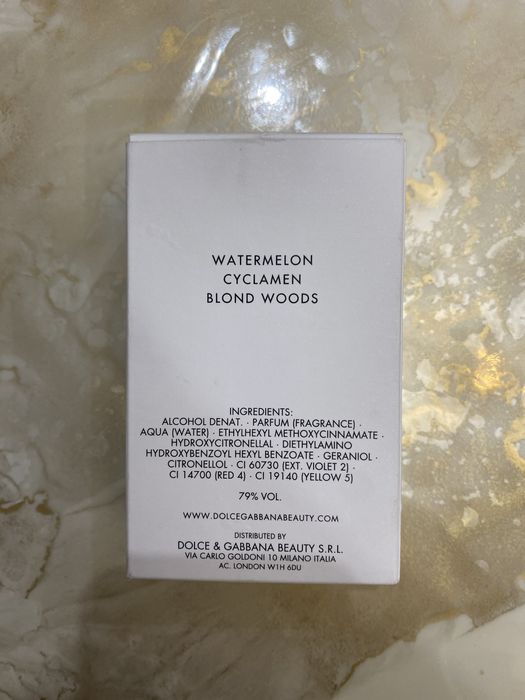 WATERMELON
CYCLAMEN
BLOND WOODS
INGREDIENTS:
ALCOHOL DENAT. · PARFUM (FRAGRANCE) ·
AQUA (WATER) · ETHYLHEXYL METHOXYCINNAMATE ·
HYDROXYCITRONELLAL · DIETHYLAMINO
HYDROXYBENZOYL HEXYL BENZOATE · GERANIOL ·
CITRONELLOL · CI 60730 (EXT. VIOLET 2) ·
CI 14700 (RED 4) · CI 19140 (YELLOW 5)
79% VOL.
WWW.DOLCEGABBANABEAUTY.COM
DISTRIBUTED BY
DOLCE & GABBANA BEAUTY S.R.L.
VIA CARLO GOLDONI 10 MILANO ITALIA
AC. LONDON W1H 6DU